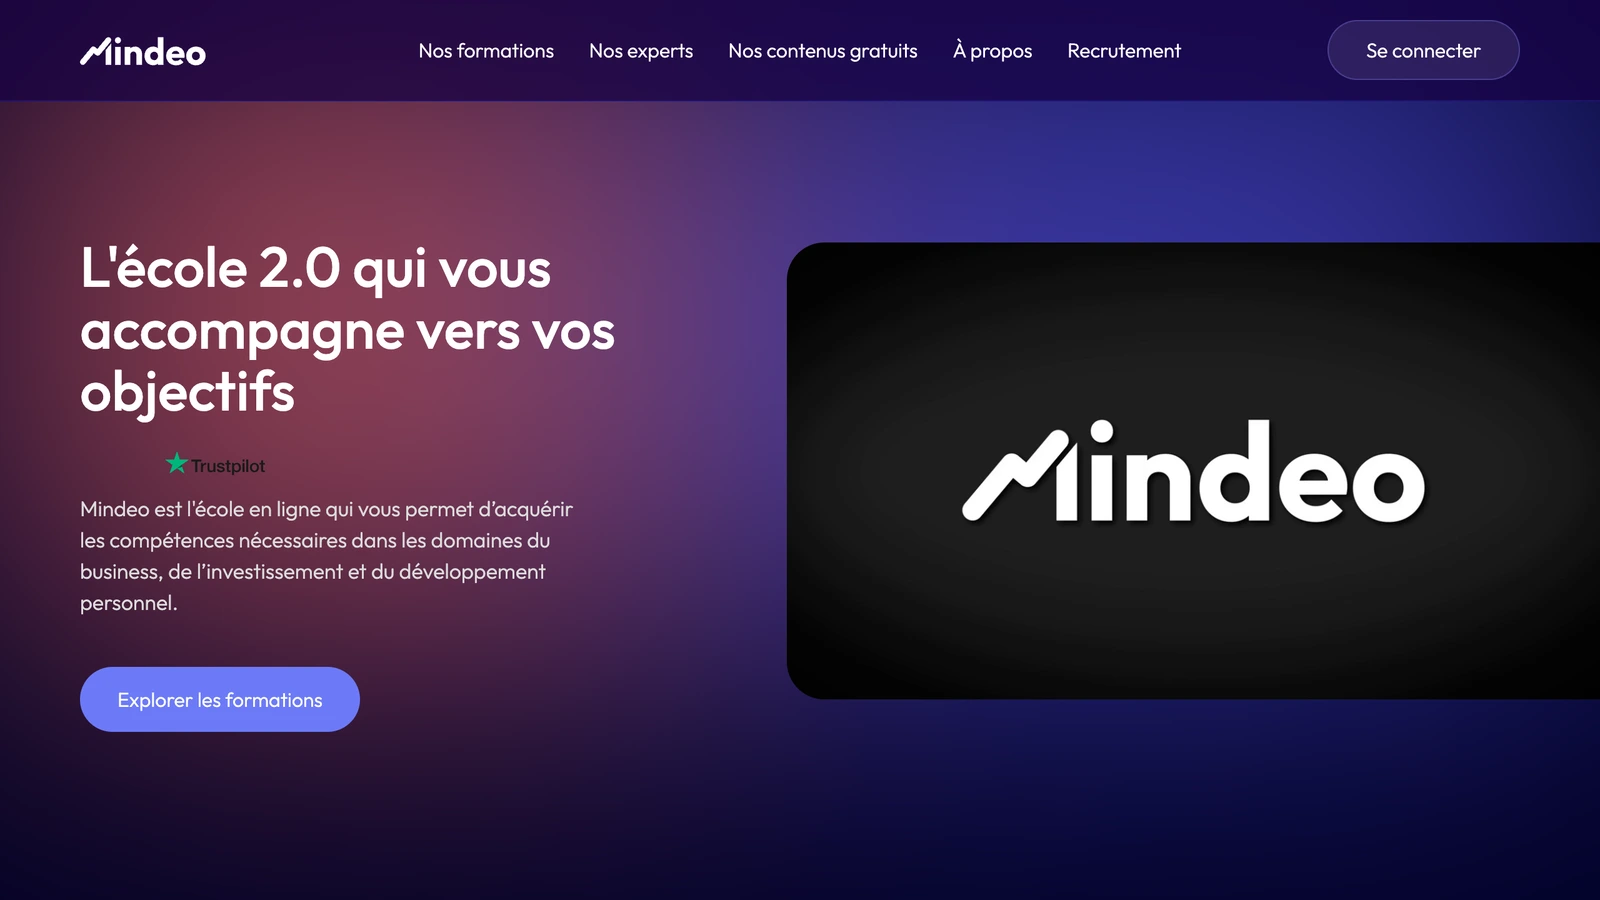 Mindeo
Nos formations
Nos experts
Nos contenus gratuits
À propos
Recrutement
Se connecter
L'école 2.0 qui vous
accompagne vers vos
objectifs
Trustpilot
Mindeo est l'école en ligne qui vous permet d’acquérir
les compétences nécessaires dans les domaines du
business, de l’investissement et du développement
personnel.
Explorer les formations
Mindeo